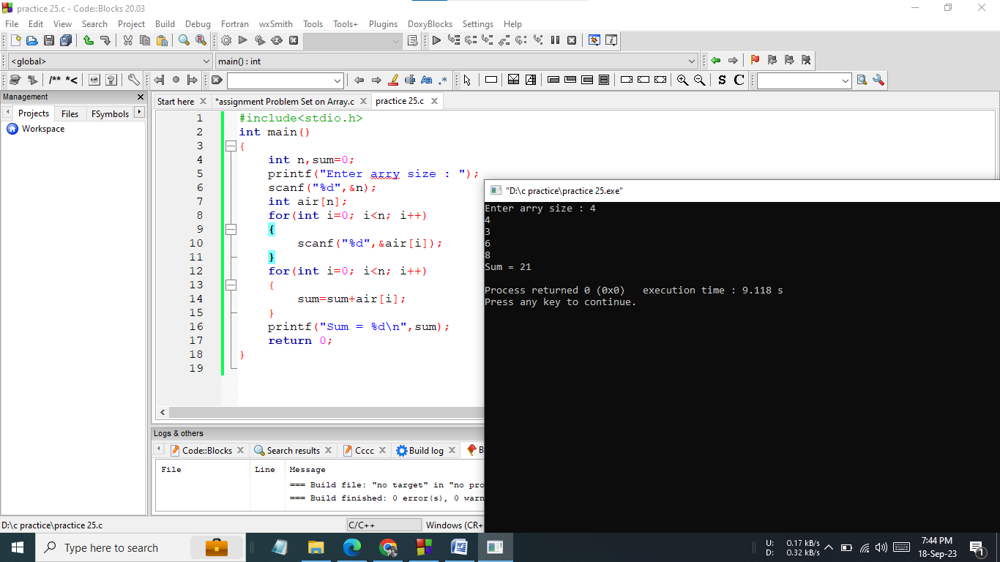 practice 25.c - Code::Blocks 20.03
File Edit View Search Project Build Debug Fortran wxSmith Tools Tools+ Plugins DoxyBlocks Settings Help
<global> main() : int
/** *< Aa .* S C
Management
Projects Files FSymbols
Workspace
Start here *assignment Problem Set on Array.c practice 25.c
1 #include<stdio.h>
2 int main()
3 {
4 int n,sum=0;
5 printf("Enter arry size : ");
6 scanf("%d",&n);
7 int air[n];
8 for(int i=0; i<n; i++)
9 {
10 scanf("%d",&air[i]);
11 }
12 for(int i=0; i<n; i++)
13 {
14 sum=sum+air[i];
15 }
16 printf("Sum = %d\n",sum);
17 return 0;
18 }
19
"D:\c practice\practice 25.exe"
Enter arry size : 4
4
3
6
8
Sum = 21
Process returned 0 (0x0) execution time : 9.118 s
Press any key to continue.
Logs & others
Code::Blocks Search results Cccc Build log B
File Line Message
=== Build file: "no target" in "no pro
=== Build finished: 0 error(s), 0 warn
D:\c practice\practice 25.c C/C++ Windows (CR+
Type here to search
U: 0.17 kB/s
D: 0.32 kB/s
7:44 PM
18-Sep-23
1